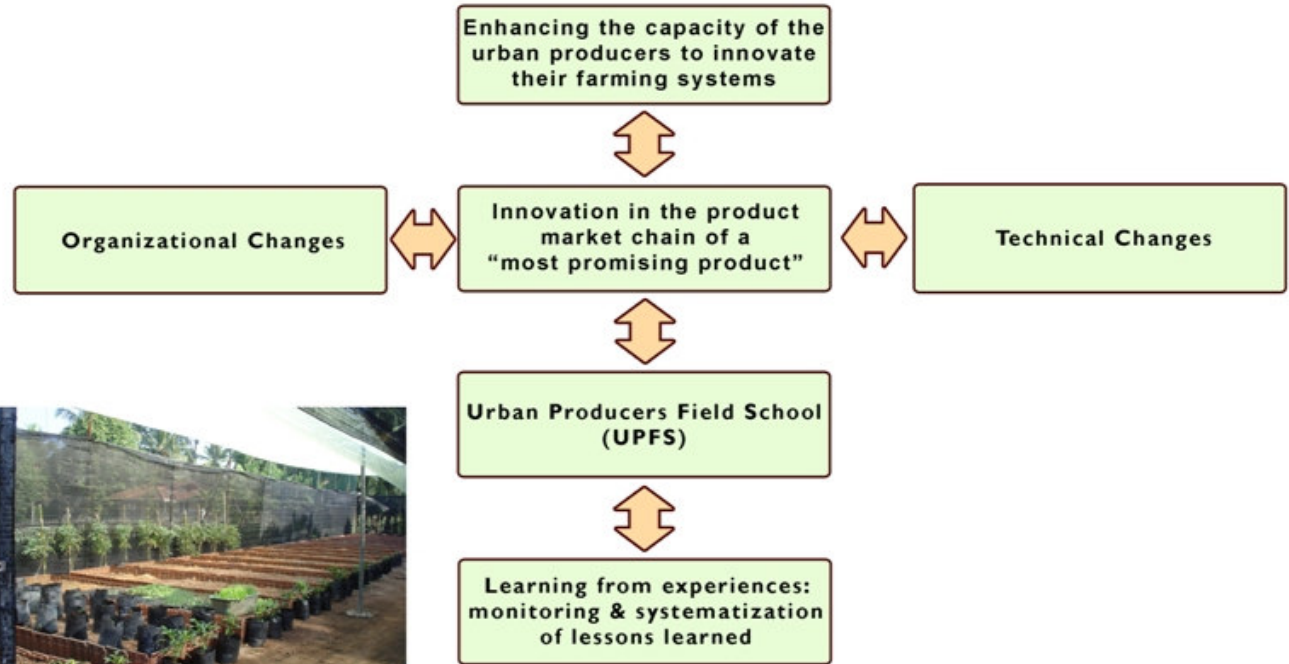 Enhancing the capacity of the
urban producers to innovate
their farming systems
Organizational Changes
Innovation in the product
market chain of a
“most promising product”
Technical Changes
Urban Producers Field School
(UPFS)
Learning from experiences:
monitoring & systematization
of lessons learned